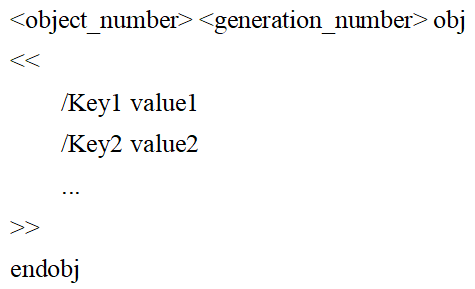 <object_number> <generation_number> obj
<<
/Key1 value1
/Key2 value2
...
>>
endobj